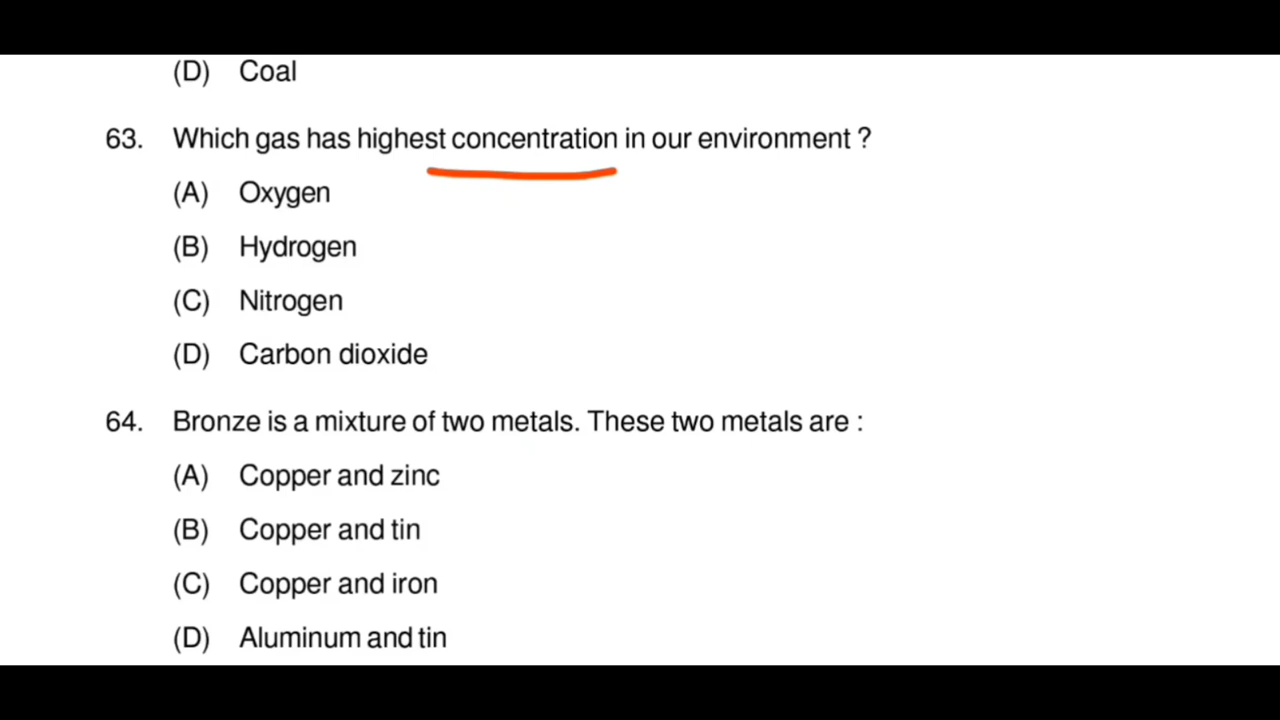 (D) Coal
63. Which gas has highest concentration in our environment ?
(A) Oxygen
(B) Hydrogen
(C) Nitrogen
(D) Carbon dioxide
64. Bronze is a mixture of two metals. These two metals are :
(A) Copper and zinc
(B) Copper and tin
(C) Copper and iron
(D) Aluminum and tin